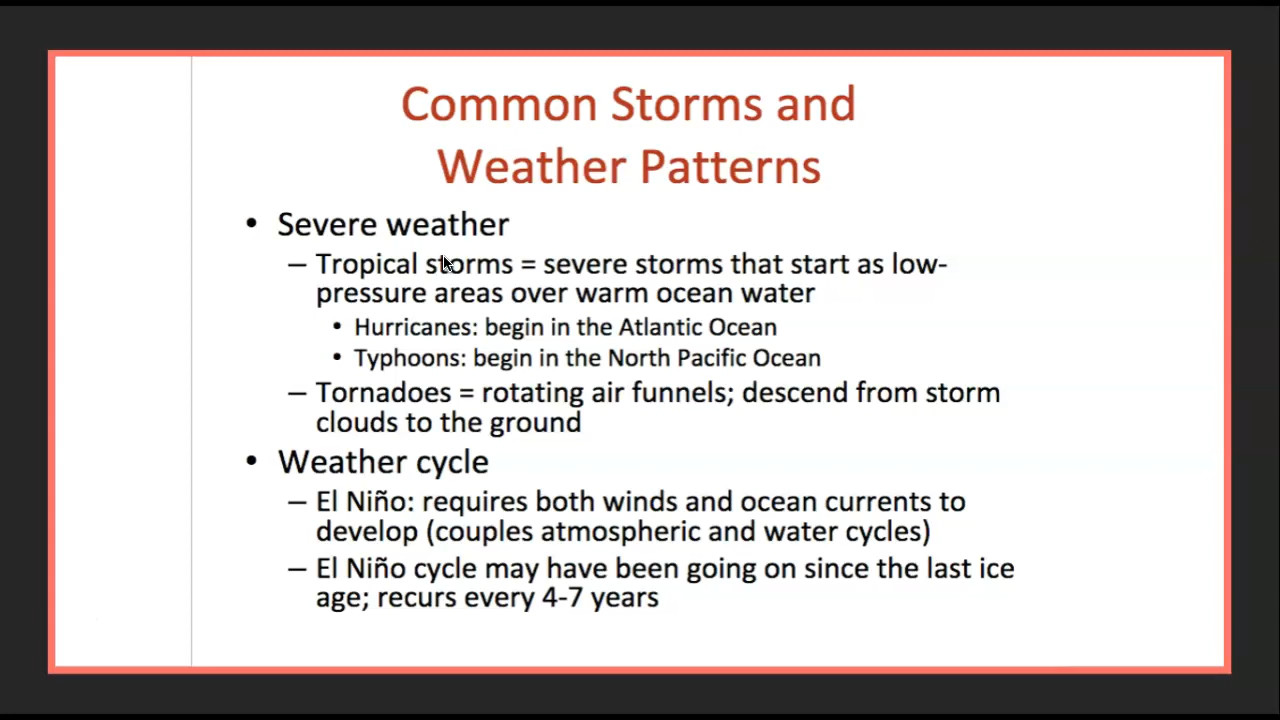 Common Storms and
Weather Patterns
• Severe weather
– Tropical storms = severe storms that start as low-
pressure areas over warm ocean water
• Hurricanes: begin in the Atlantic Ocean
• Typhoons: begin in the North Pacific Ocean
– Tornadoes = rotating air funnels; descend from storm
clouds to the ground
• Weather cycle
– El Niño: requires both winds and ocean currents to
develop (couples atmospheric and water cycles)
– El Niño cycle may have been going on since the last ice
age; recurs every 4-7 years